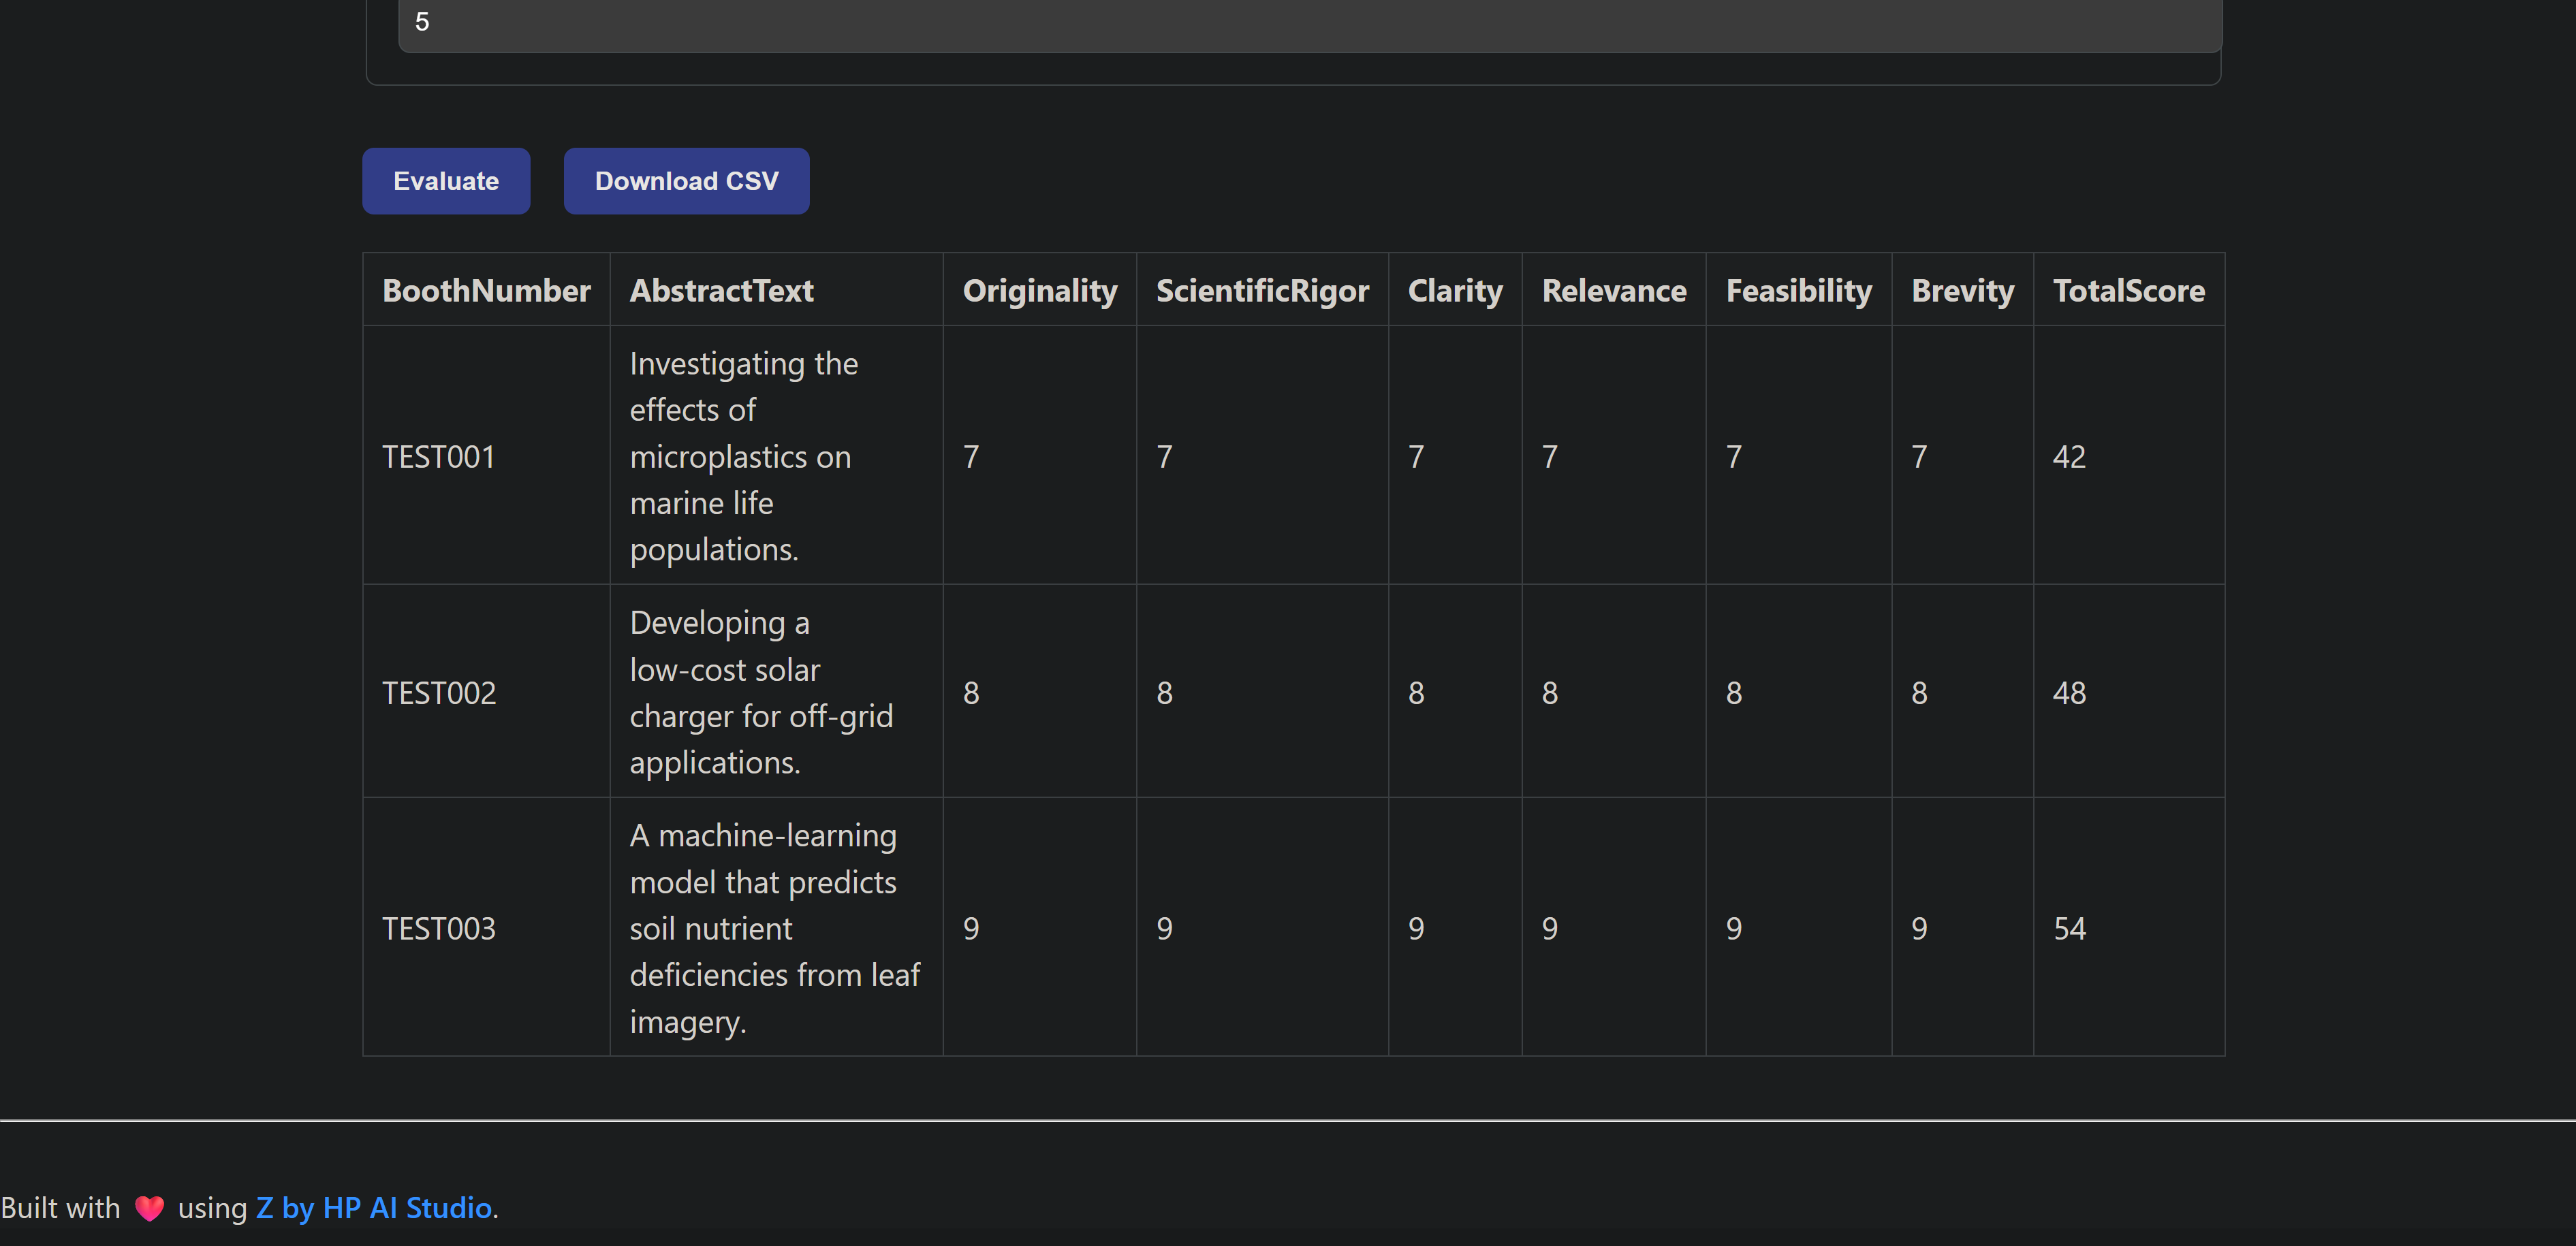 5
Evaluate
Download CSV
BoothNumber AbstractText Originality ScientificRigor Clarity Relevance Feasibility Brevity TotalScore
Investigating the
effects of
TEST001 microplastics on 7 7 7 7 7 7 42
marine life
populations.
Developing a
low-cost solar
TEST002 charger for off-grid 8 8 8 8 8 8 48
applications.
A machine-learning
model that predicts
TEST003 soil nutrient 9 9 9 9 9 9 54
deficiencies from leaf
imagery.
Built with ❤️ using Z by HP AI Studio.